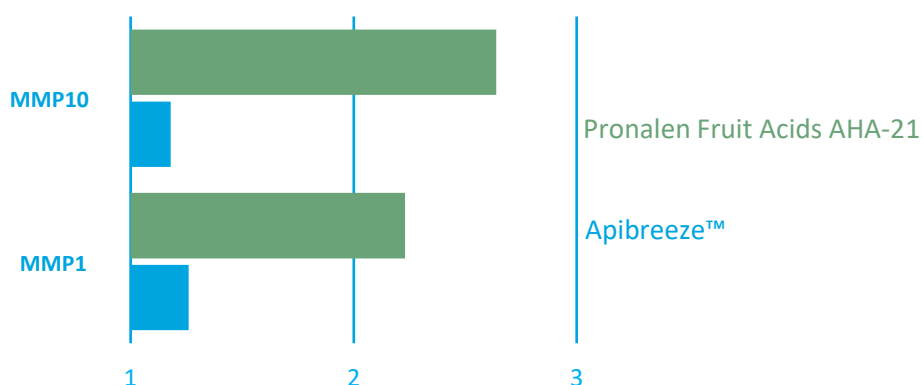 MMP10
Pronalen Fruit Acids AHA-21
Apibreeze™
MMP1
1
2
3